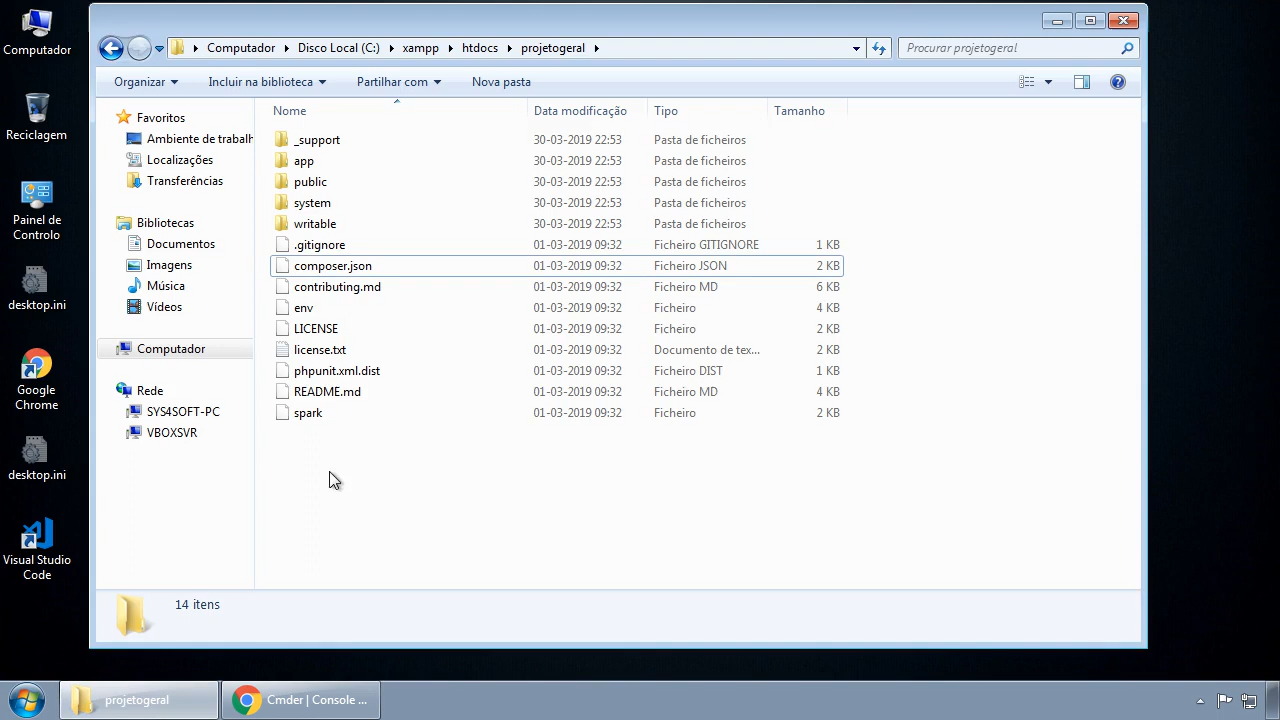 Computador
Reciclagem
Painel de
Controlo
desktop.ini
Google
Chrome
desktop.ini
Visual Studio
Code
Computador
Disco Local (C:)
xampp
htdocs
projetogeral
Procurar projetogeral
Organizar
Incluir na biblioteca
Partilhar com
Nova pasta
Favoritos
Ambiente de trabalh
Localizações
Transferências
Bibliotecas
Documentos
Imagens
Música
Vídeos
Computador
Rede
SYS4SOFT-PC
VBOXSVR
Nome Data modificação Tipo Tamanho
_support 30-03-2019 22:53 Pasta de ficheiros
app 30-03-2019 22:53 Pasta de ficheiros
public 30-03-2019 22:53 Pasta de ficheiros
system 30-03-2019 22:53 Pasta de ficheiros
writable 30-03-2019 22:53 Pasta de ficheiros
.gitignore 01-03-2019 09:32 Ficheiro GITIGNORE 1 KB
composer.json 01-03-2019 09:32 Ficheiro JSON 2 KB
contributing.md 01-03-2019 09:32 Ficheiro MD 6 KB
env 01-03-2019 09:32 Ficheiro 4 KB
LICENSE 01-03-2019 09:32 Ficheiro 2 KB
license.txt 01-03-2019 09:32 Documento de tex... 2 KB
phpunit.xml.dist 01-03-2019 09:32 Ficheiro DIST 1 KB
README.md 01-03-2019 09:32 Ficheiro MD 4 KB
spark 01-03-2019 09:32 Ficheiro 2 KB
14 itens
projetogeral
Cmder | Console ...